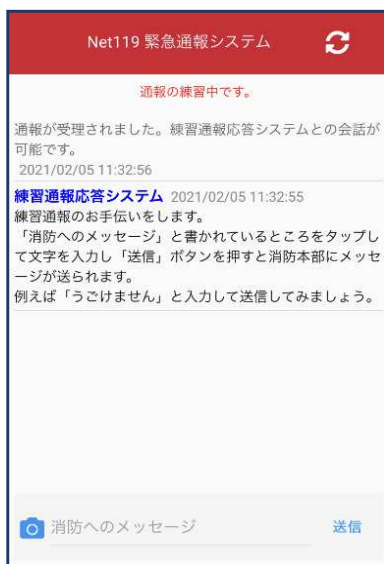 Net119 緊急通報システム
通報の練習中です。
通報が受理されました。練習通報応答システムとの会話が
可能です。
2021/02/05 11:32:56
練習通報応答システム 2021/02/05 11:32:55
練習通報のお手伝いをします。
「消防へのメッセージ」と書かれているところをタップし
て文字を入力し「送信」ボタンを押すと消防本部にメッセ
ージが送られます。
例えば「うごけません」と入力して送信してみましょう。
消防へのメッセージ 送信